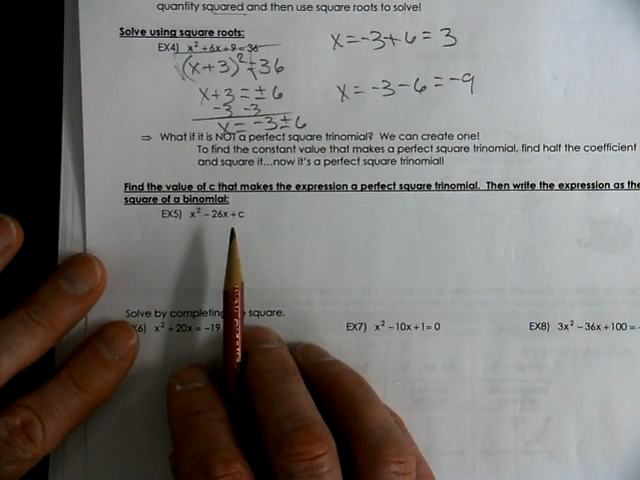 quantity squared and then use square roots to solve!
Solve using square roots:
EX4) x² + 6x + 9 = 36
(x+3)² = 36
x+3 = ±6
-3 -3
x = -3 ± 6
x = -3 + 6 = 3
x = -3 - 6 = -9
⇒ What if it is NOT a perfect square trinomial? We can create one!
To find the constant value that makes a perfect square trinomial, find half the coefficient
and square it...now it's a perfect square trinomial!
Find the value of c that makes the expression a perfect square trinomial. Then write the expression as the
square of a binomial:
EX5) x² − 26x + c
Solve by completing square.
6) x² + 20x = −19
EX7) x² − 10x + 1 = 0
EX8) 3x² − 36x + 100 =